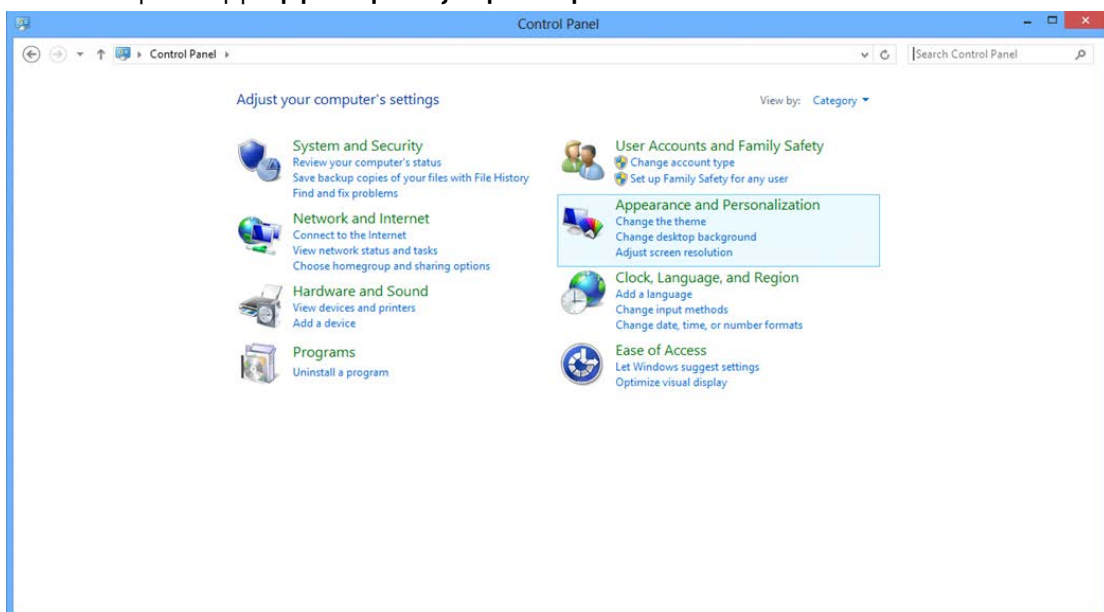 Control Panel
Control Panel
Search Control Panel
Adjust your computer's settings
View by: Category
System and Security
Review your computer's status
Save backup copies of your files with File History
Find and fix problems
Network and Internet
Connect to the Internet
View network status and tasks
Choose homegroup and sharing options
Hardware and Sound
View devices and printers
Add a device
Programs
Uninstall a program
User Accounts and Family Safety
Change account type
Set up Family Safety for any user
Appearance and Personalization
Change the theme
Change desktop background
Adjust screen resolution
Clock, Language, and Region
Add a language
Change input methods
Change date, time, or number formats
Ease of Access
Let Windows suggest settings
Optimize visual display